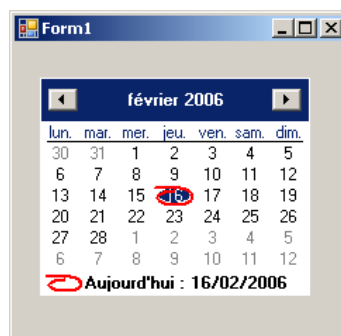 Form1
février 2006
lun. mar. mer. jeu. ven. sam. dim.
30 31 1 2 3 4 5
6 7 8 9 10 11 12
13 14 15 16 17 18 19
20 21 22 23 24 25 26
27 28 1 2 3 4 5
6 7 8 9 10 11 12
Aujourd'hui : 16/02/2006